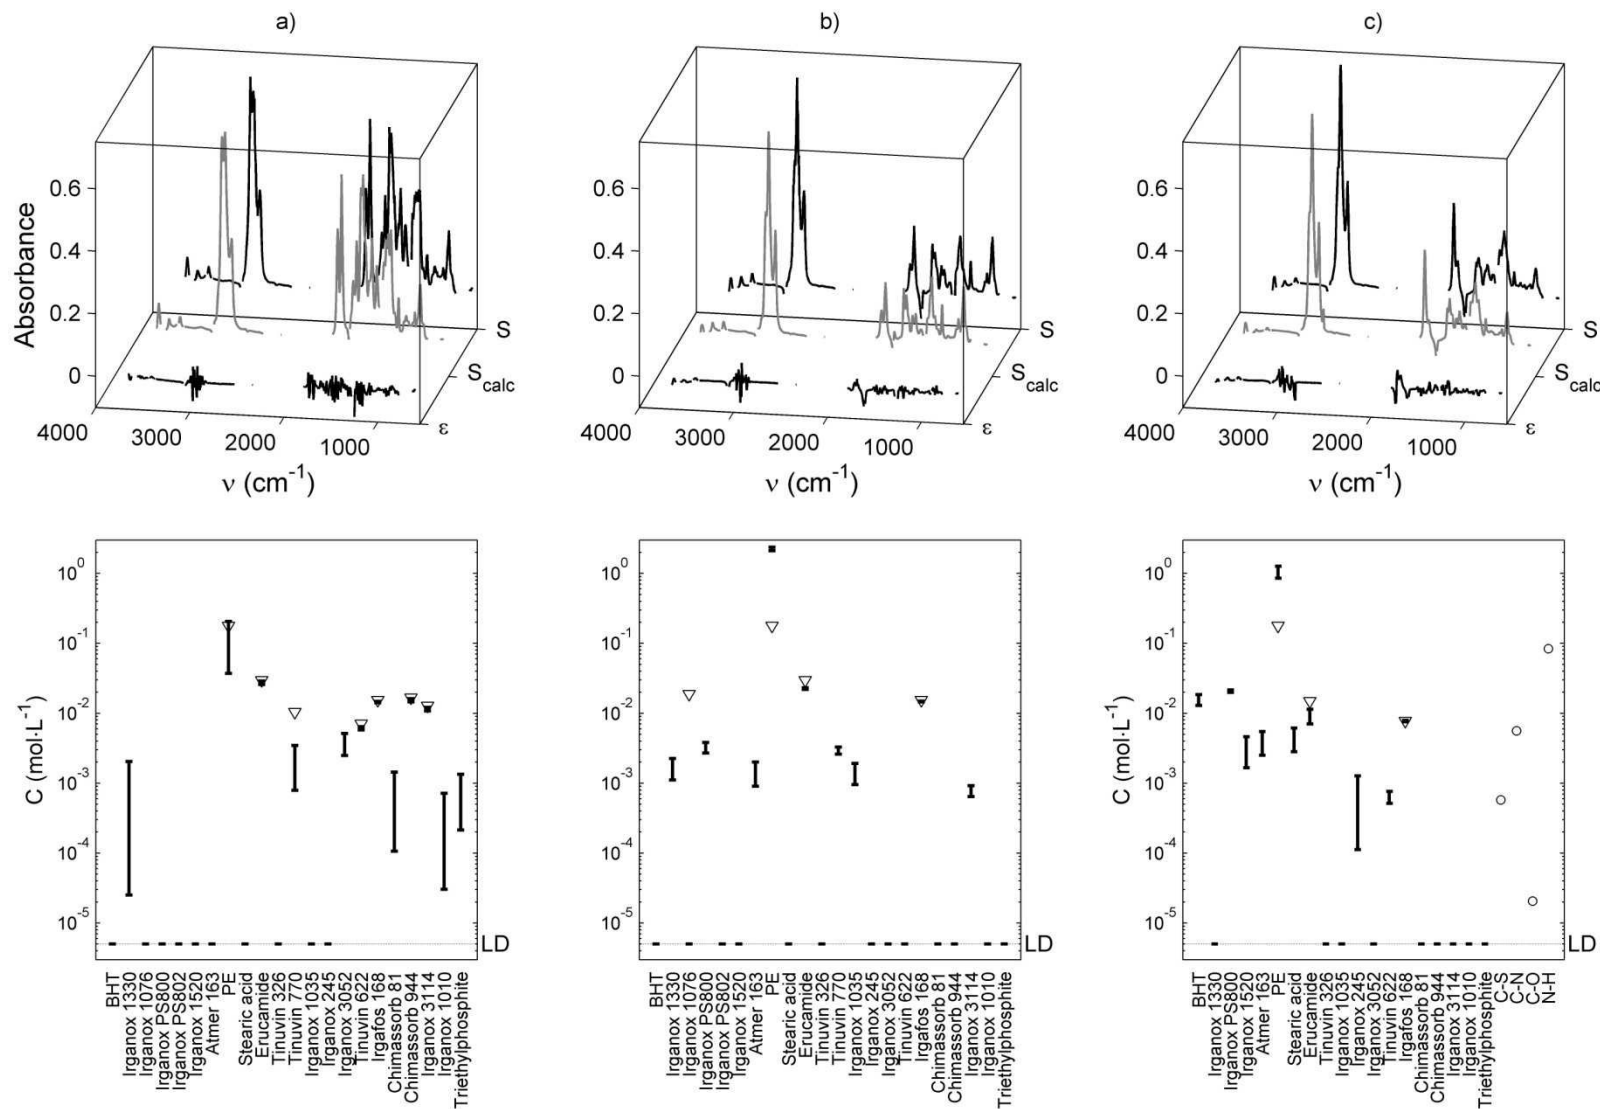 a)
b)
c)
Absorbance
0.6
0.4
0.2
0
4000
3000
2000
1000
ν (cm-1)
S
Scalc
ε
0.6
0.4
0.2
0
4000
3000
2000
1000
ν (cm-1)
S
Scalc
ε
0.6
0.4
0.2
0
4000
3000
2000
1000
ν (cm-1)
S
Scalc
ε
C (mol·L-1)
100
10-1
10-2
10-3
10-4
10-5
LD
BHT
Irganox 1330
Irganox 1076
Irganox PS800
Irganox PS802
Irganox 1520
Atmer 163
PE
Stearic acid
Erucamide
Tinuvin 326
Tinuvin 770
Irganox 1035
Irganox 245
Irganox 3052
Tinuvin 622
Irgafos 168
Chimassorb 81
Chimassorb 944
Irganox 3114
Irganox 1010
Triethylphosphite
C (mol·L-1)
100
10-1
10-2
10-3
10-4
10-5
LD
BHT
Irganox 1330
Irganox 1076
Irganox PS800
Irganox PS802
Irganox 1520
Atmer 163
PE
Stearic acid
Erucamide
Tinuvin 326
Tinuvin 770
Irganox 1035
Irganox 245
Irganox 3052
Tinuvin 622
Irgafos 168
Chimassorb 81
Chimassorb 944
Irganox 3114
Irganox 1010
Triethylphosphite
C (mol·L-1)
100
10-1
10-2
10-3
10-4
10-5
LD
BHT
Irganox 1330
Irganox PS800
Irganox 1520
Atmer 163
PE
Stearic acid
Erucamide
Tinuvin 326
Irganox 1035
Irganox 245
Irganox 3052
Tinuvin 622
Irgafos 168
Chimassorb 81
Chimassorb 944
Irganox 3114
Irganox 1010
Triethylphosphite
C-S
C-N
C-O
N-H